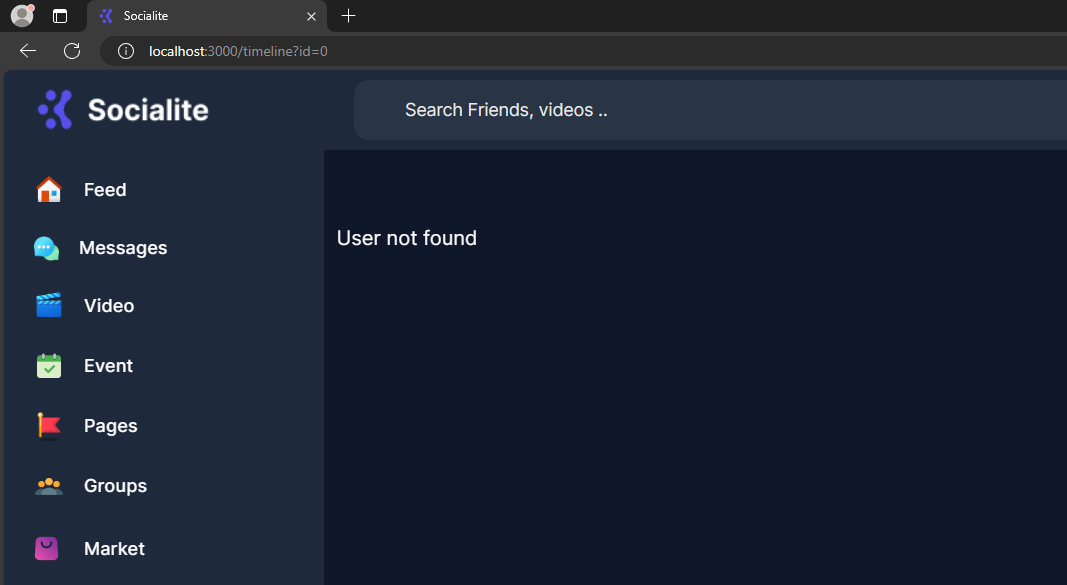 Socialite
localhost:3000/timeline?id=0
Socialite
Search Friends, videos ..
Feed
User not found
Messages
Video
Event
Pages
Groups
Market